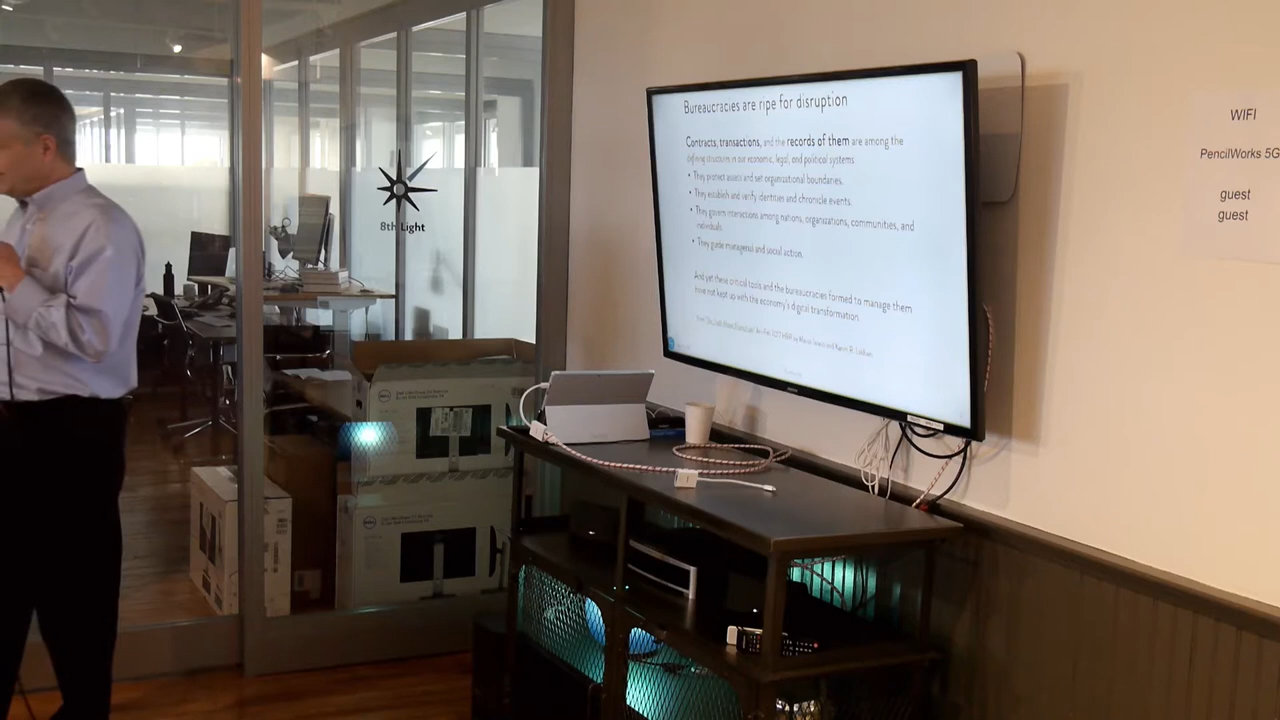 Bureaucracies are ripe for disruption
Contracts, transactions, and the records of them are among the
defining structures in our economic, legal, and political systems.
• They protect assets and set organizational boundaries.
• They establish and verify identities and chronicle events.
• They govern interactions among nations, organizations, communities, and
individuals.
• They guide managerial and social action.
And yet these critical tools and the bureaucracies formed to manage them
have not kept up with the economy's digital transformation.
WIFI
PencilWorks 5G
guest
guest
8th Light
DELL
DELL